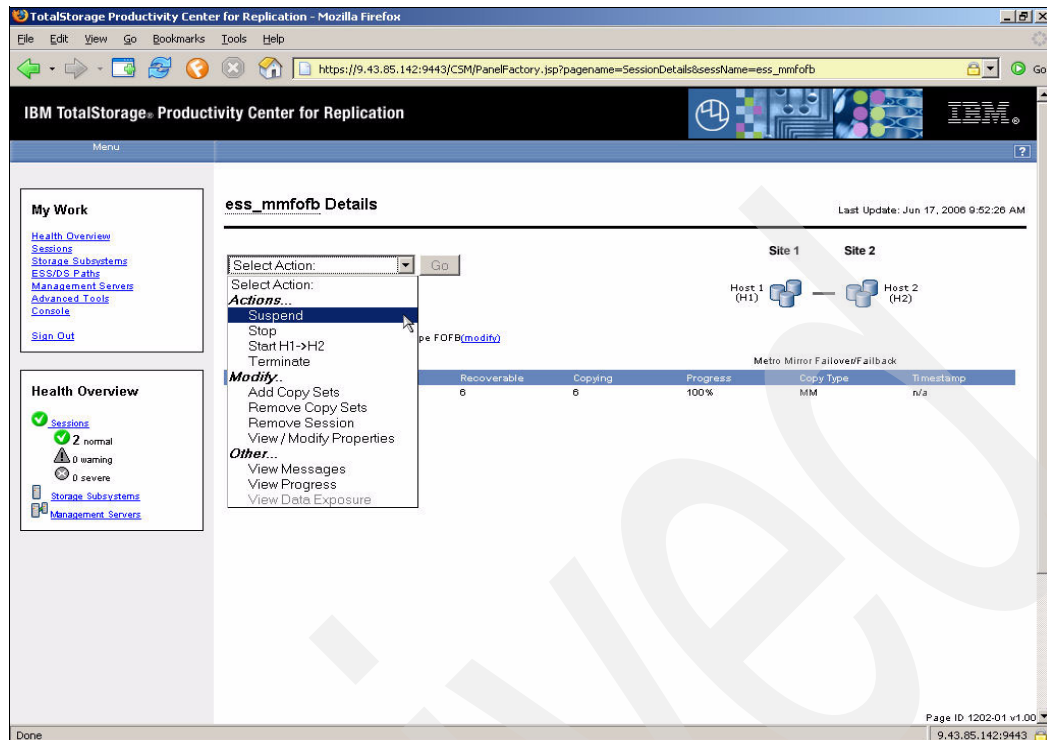 TotalStorage Productivity Center for Replication - Mozilla Firefox
File Edit View Go Bookmarks Tools Help
https://9.43.85.142:9443/CSM/PanelFactory.jsp?pagename=SessionDetails&sessName=ess_mmfofb
Go
IBM TotalStorage® Productivity Center for Replication
IBM®
Menu
?
My Work
Health Overview
Sessions
Storage Subsystems
ESS/DS Paths
Management Servers
Advanced Tools
Console
Sign Out
Health Overview
Sessions
2 normal
0 warning
0 severe
Storage Subsystems
Management Servers
ess_mmfofb Details
Last Update: Jun 17, 2006 9:52:26 AM
Select Action:
Go
Select Action:
Actions...
Suspend
Stop
Start H1->H2
Terminate
Modify..
Add Copy Sets
Remove Copy Sets
Remove Session
View / Modify Properties
Other...
View Messages
View Progress
View Data Exposure
pe FOFB(modify)
Site 1 Site 2
Host 1 (H1)
Host 2 (H2)
Metro Mirror Failover/Failback
Recoverable Copying Progress Copy Type Timestamp
6 6 100% MM n/a
Page ID 1202-01 v1.00
Done
9.43.85.142:9443